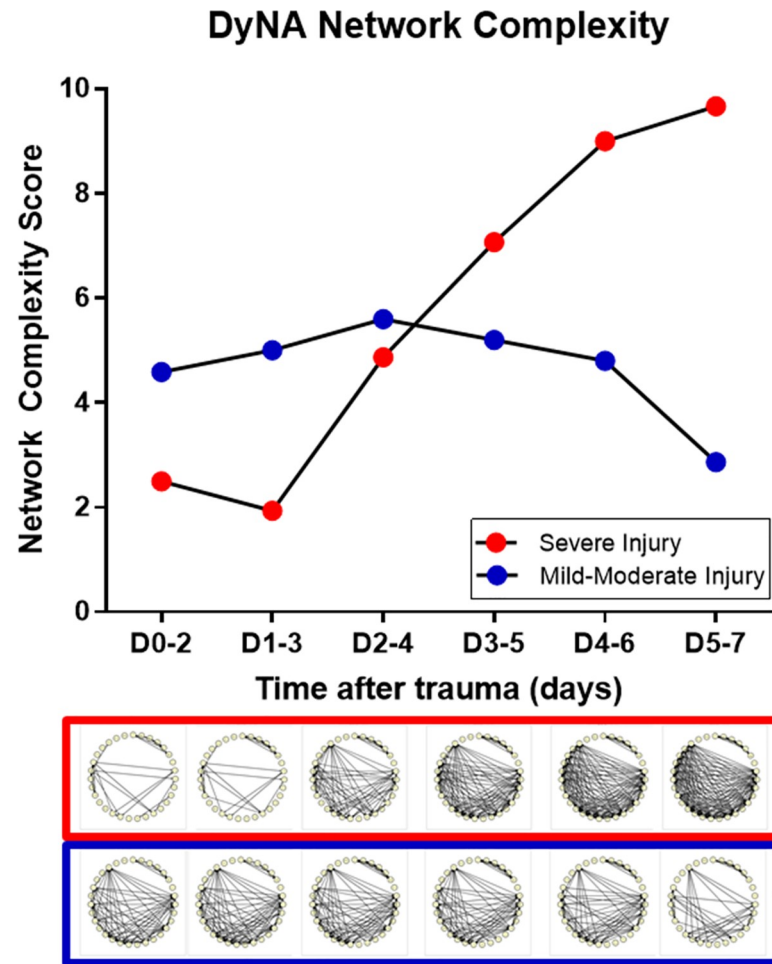 DyNA Network Complexity
Network Complexity Score
10
8
6
4
2
0
Severe Injury
Mild-Moderate Injury
D0-2 D1-3 D2-4 D3-5 D4-6 D5-7
Time after trauma (days)